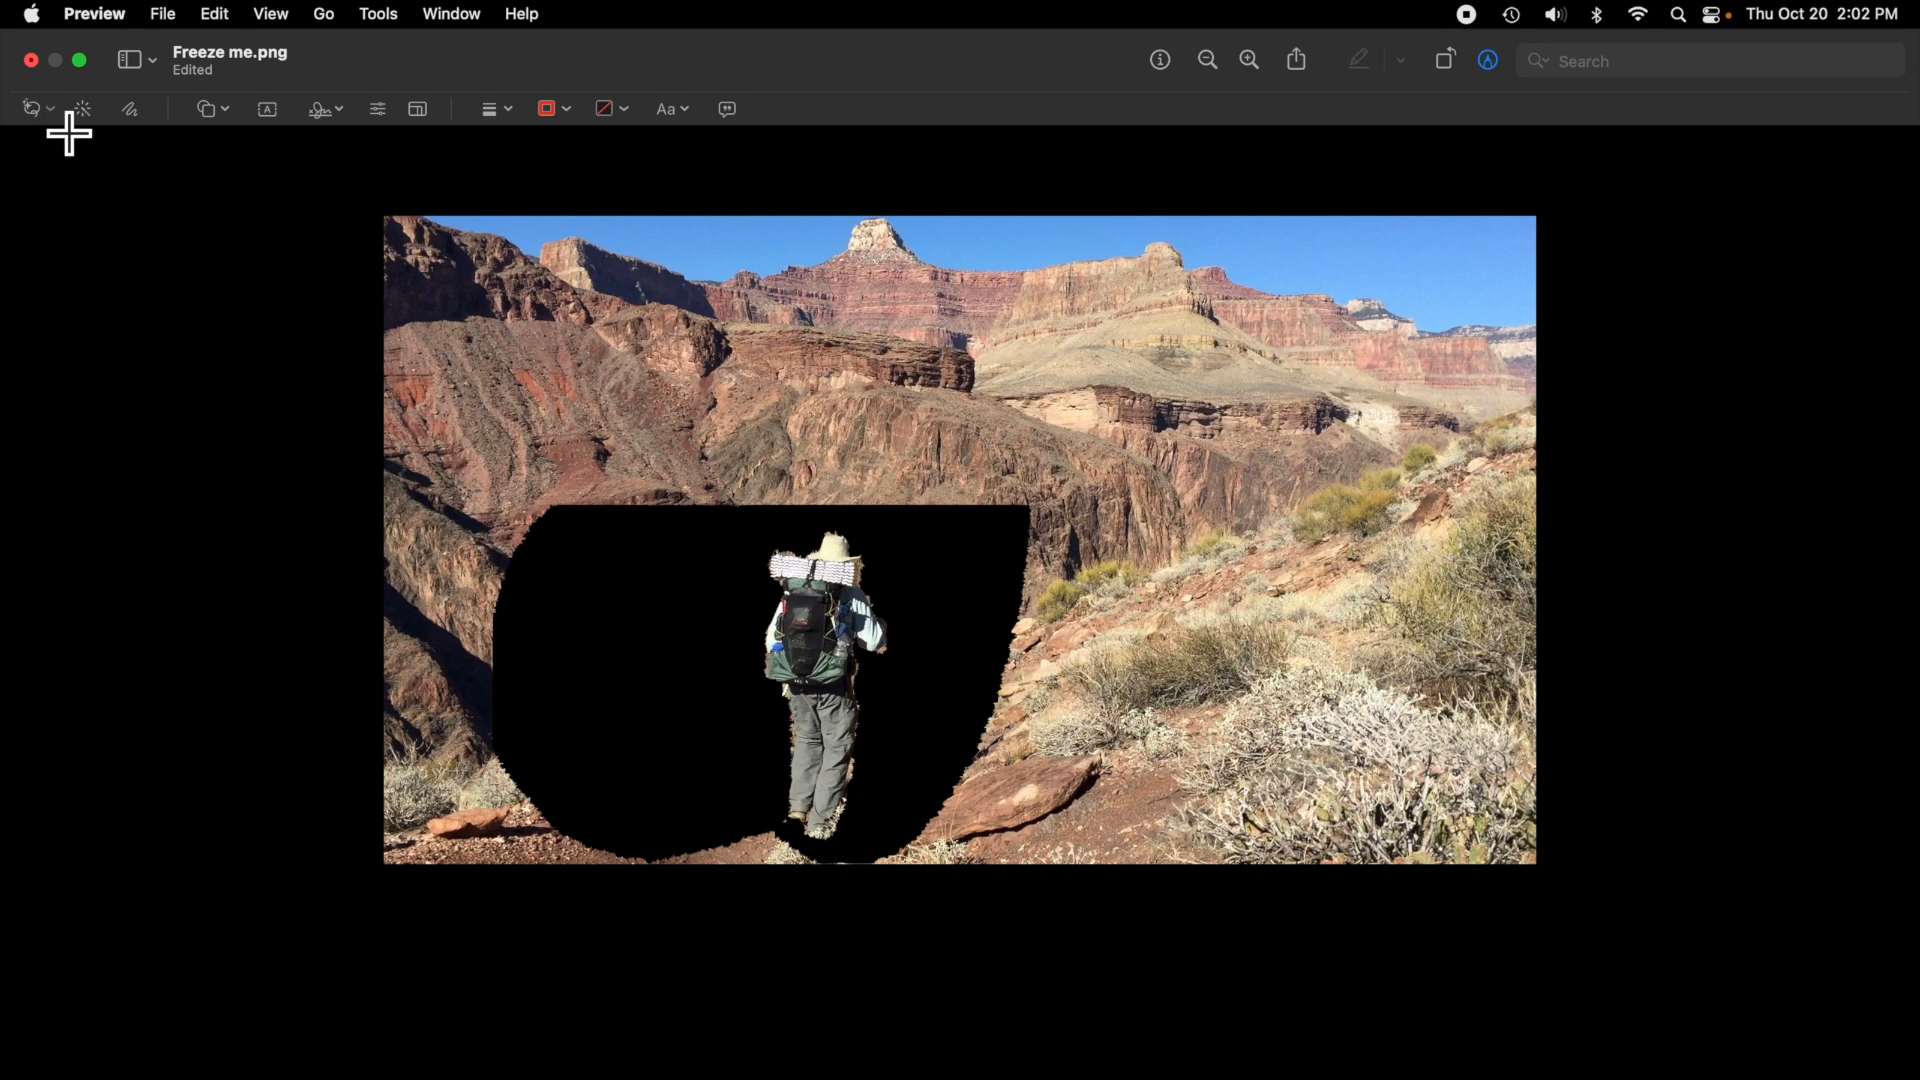 Preview File Edit View Go Tools Window Help Thu Oct 20 2:02 PM
Freeze me.png
Edited
Search
A Aa